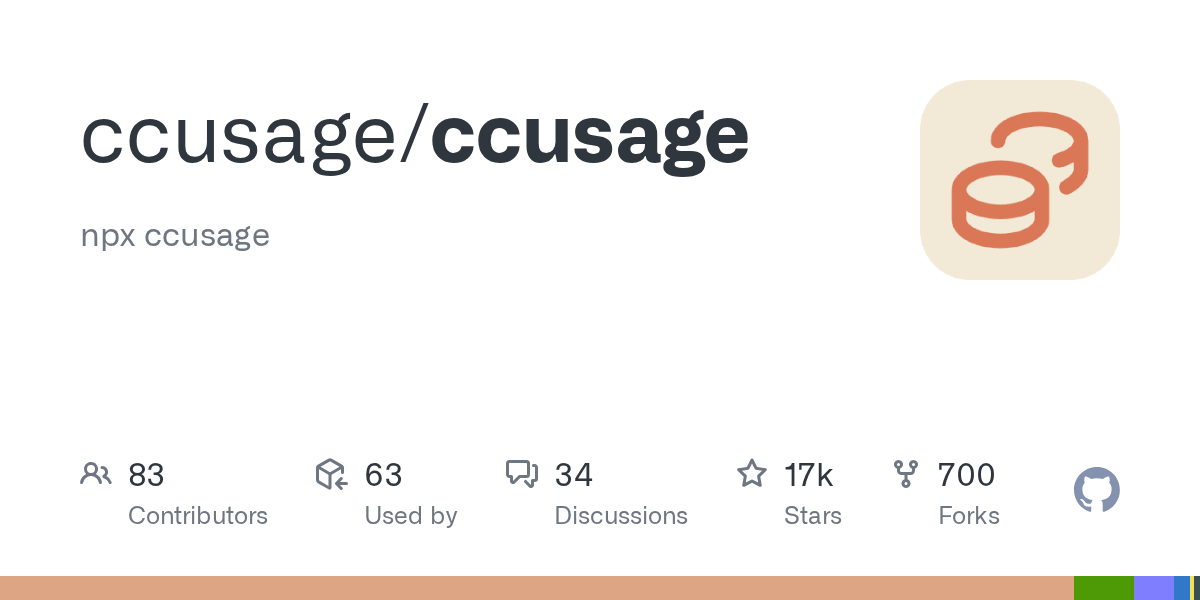 ccusage/ccusage
npx ccusage
83 63 34 17k 700
Contributors Used by Discussions Stars Forks